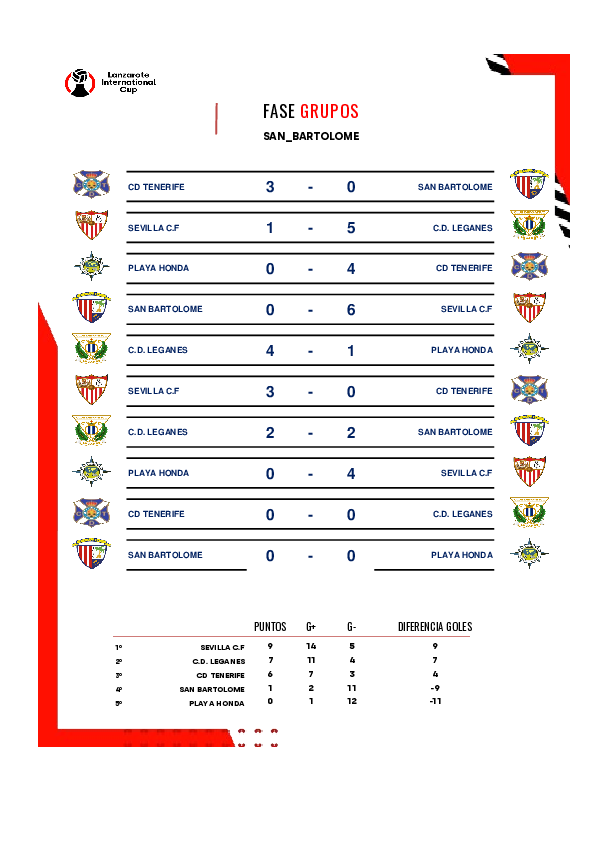 Lanzarote
International
Cup
FASE GRUPOS
SAN_BARTOLOME
CD TENERIFE 3 - 0 SAN BARTOLOME
SEVILLA C.F 1 - 5 C.D. LEGANES
PLAYA HONDA 0 - 4 CD TENERIFE
SAN BARTOLOME 0 - 6 SEVILLA C.F
C.D. LEGANES 4 - 1 PLAYA HONDA
SEVILLA C.F 3 - 0 CD TENERIFE
C.D. LEGANES 2 - 2 SAN BARTOLOME
PLAYA HONDA 0 - 4 SEVILLA C.F
CD TENERIFE 0 - 0 C.D. LEGANES
SAN BARTOLOME 0 - 0 PLAYA HONDA
PUNTOS G+ G- DIFERENCIA GOLES
1º SEVILLA C.F 9 14 5 9
2º C.D. LEGANES 7 11 4 7
3º CD TENERIFE 6 7 3 4
4º SAN BARTOLOME 1 2 11 -9
5º PLAYA HONDA 0 1 12 -11